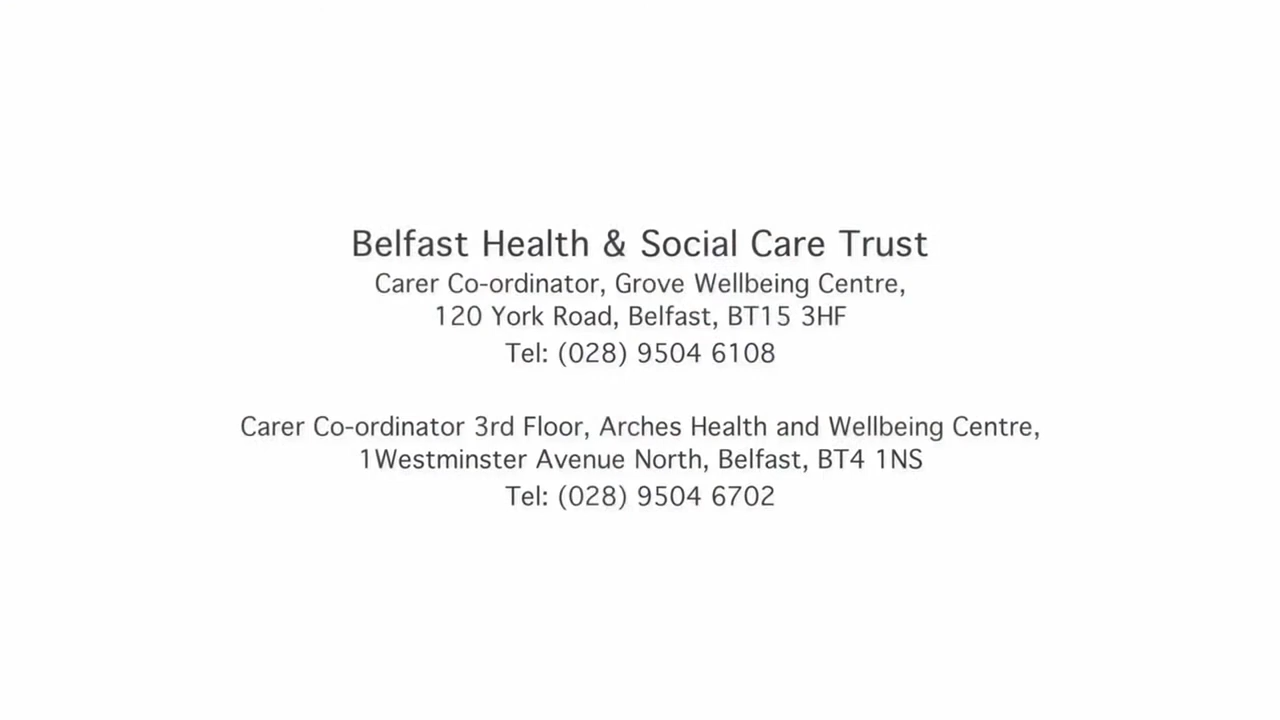 Belfast Health & Social Care Trust
Carer Co-ordinator, Grove Wellbeing Centre,
120 York Road, Belfast, BT15 3HF
Tel: (028) 9504 6108
Carer Co-ordinator 3rd Floor, Arches Health and Wellbeing Centre,
1Westminster Avenue North, Belfast, BT4 1NS
Tel: (028) 9504 6702